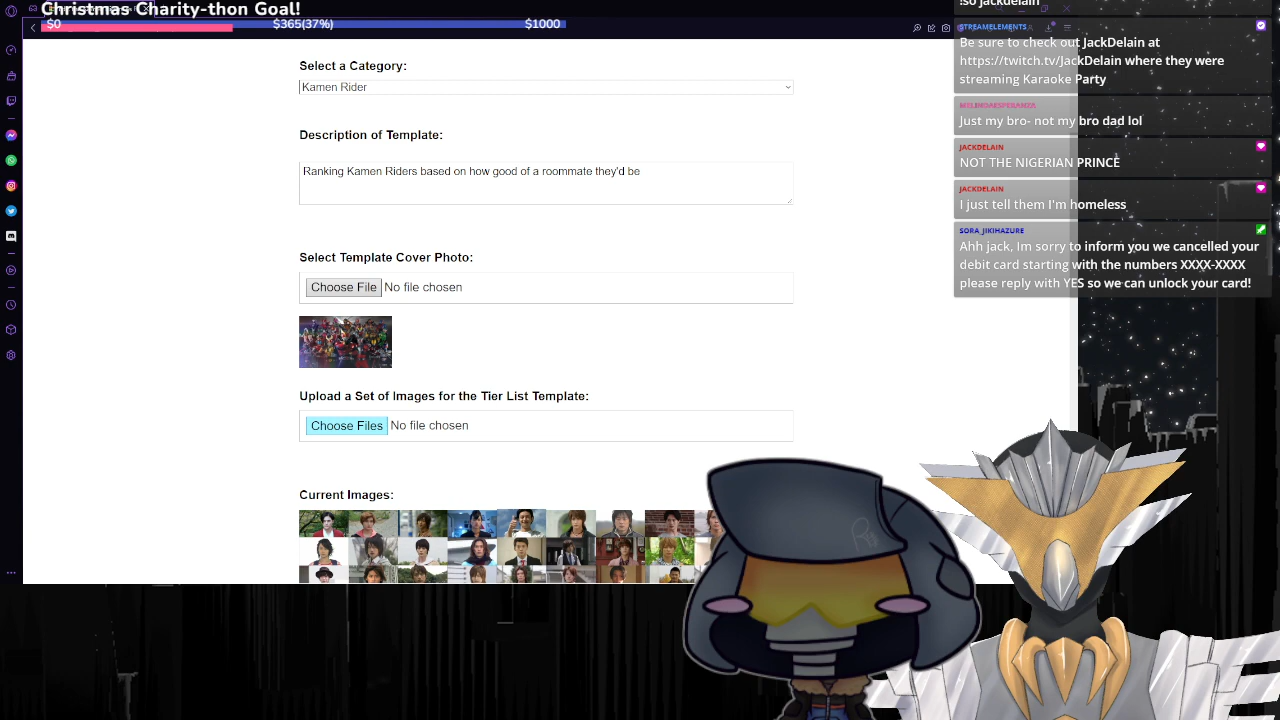 Christmas Charity-thon Goal!
$0 $365(37%) $1000
Select a Category:
Kamen Rider
Description of Template:
Ranking Kamen Riders based on how good of a roommate they'd be
Select Template Cover Photo:
Choose File No file chosen
Upload a Set of Images for the Tier List Template:
Choose Files No file chosen
Current Images:
!so jackdelain
STREAMELEMENTS
Be sure to check out JackDelain at
https://twitch.tv/JackDelain where they were
streaming Karaoke Party
MELINDAESPERANZA
Just my bro- not my bro dad lol
JACKDELAIN
NOT THE NIGERIAN PRINCE
JACKDELAIN
I just tell them I'm homeless
SORA_JIKIHAZURE
Ahh jack, Im sorry to inform you we cancelled your
debit card starting with the numbers XXXX-XXXX
please reply with YES so we can unlock your card!